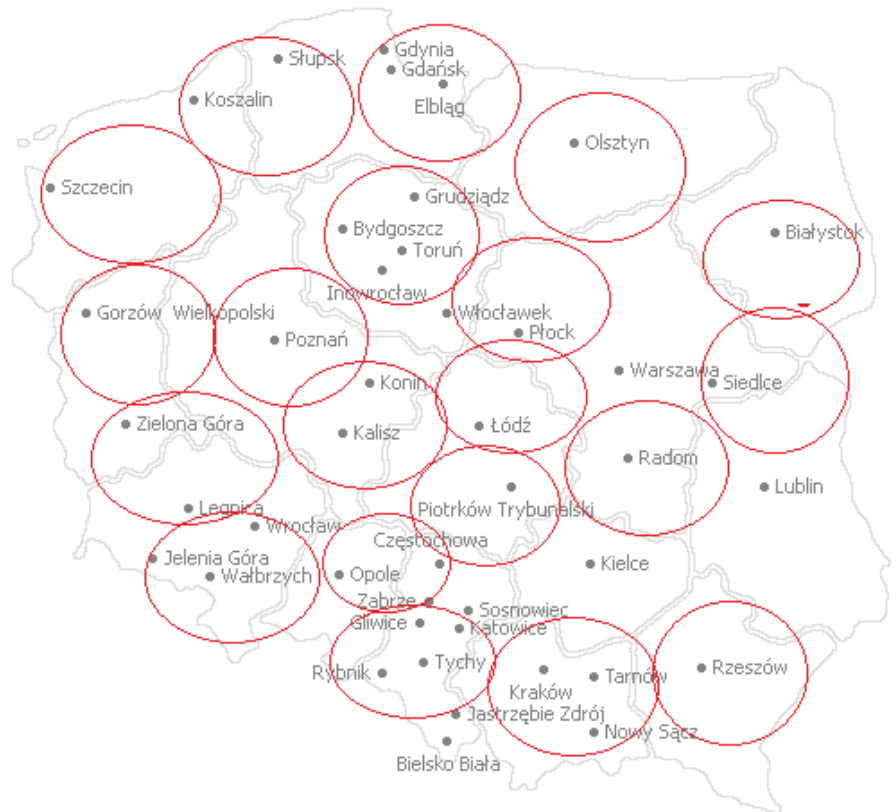 Gdynia
Słupsk
Gdańsk
Elbląg
Koszalin
Olsztyn
Szczecin
Grudziądz
Bydgoszcz
Białystok
Toruń
Inowrocław
Gorzów Wielkopolski
Włocławek
Płock
Poznań
Warszawa
Konin
Siedlce
Zielona Góra
Łódź
Kalisz
Radom
Piotrków Trybunalski
Lublin
Legnica
Wrocław
Częstochowa
Jelenia Góra
Kielce
Wałbrzych
Opole
Zabrze
Sosnowiec
Gliwice
Katowice
Tychy
Rybnik
Rzeszów
Tarnów
Kraków
Jastrzębie Zdrój
Nowy Sącz
Bielsko Biała